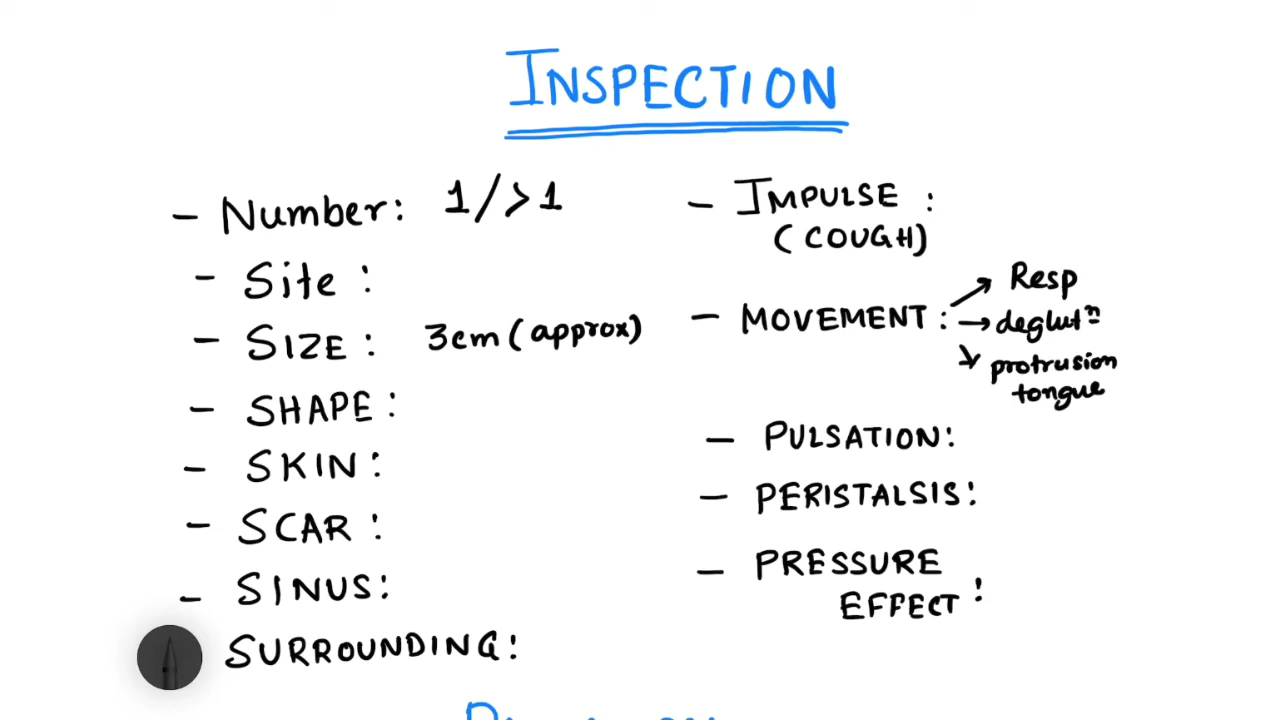 INSPECTION
- Number: 1/>1
- Site:
- SIZE: 3cm (approx)
- SHAPE:
- SKIN:
- SCAR:
- SINUS:
SURROUNDING:
- IMPULSE:
(COUGH)
- MOVEMENT: → Resp
→ deglutⁿ
→ protrusion
tongue
- PULSATION:
- PERISTALSIS:
- PRESSURE
EFFECT: